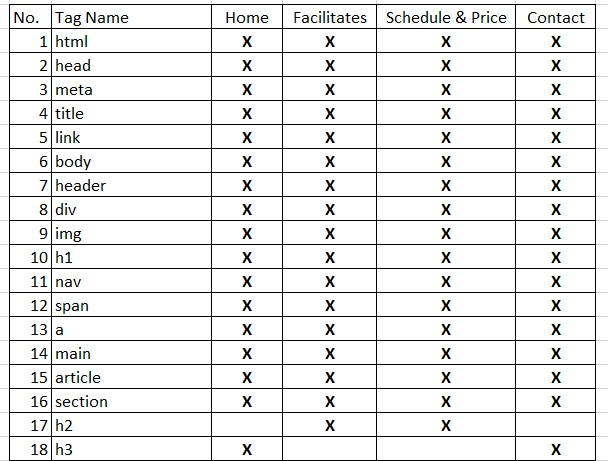 No. Tag Name Home Facilitates Schedule & Price Contact
1 html X X X X
2 head X X X X
3 meta X X X X
4 title X X X X
5 link X X X X
6 body X X X X
7 header X X X X
8 div X X X X
9 img X X X X
10 h1 X X X X
11 nav X X X X
12 span X X X X
13 a X X X X
14 main X X X X
15 article X X X X
16 section X X X X
17 h2 X X
18 h3 X X